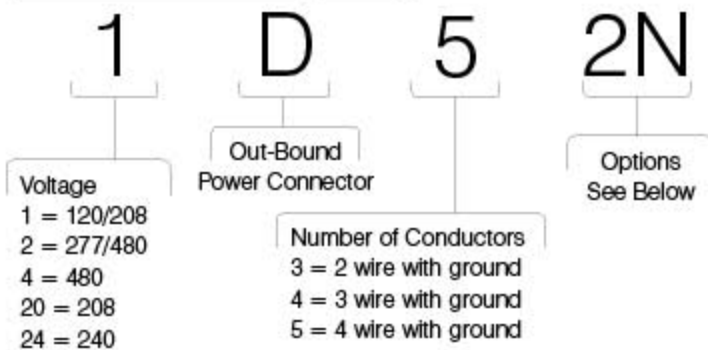 1 D 5 2N
Out-Bound
Power Connector
Options
See Below
Voltage
1 = 120/208
2 = 277/480
4 = 480
20 = 208
24 = 240
Number of Conductors
3 = 2 wire with ground
4 = 3 wire with ground
5 = 4 wire with ground